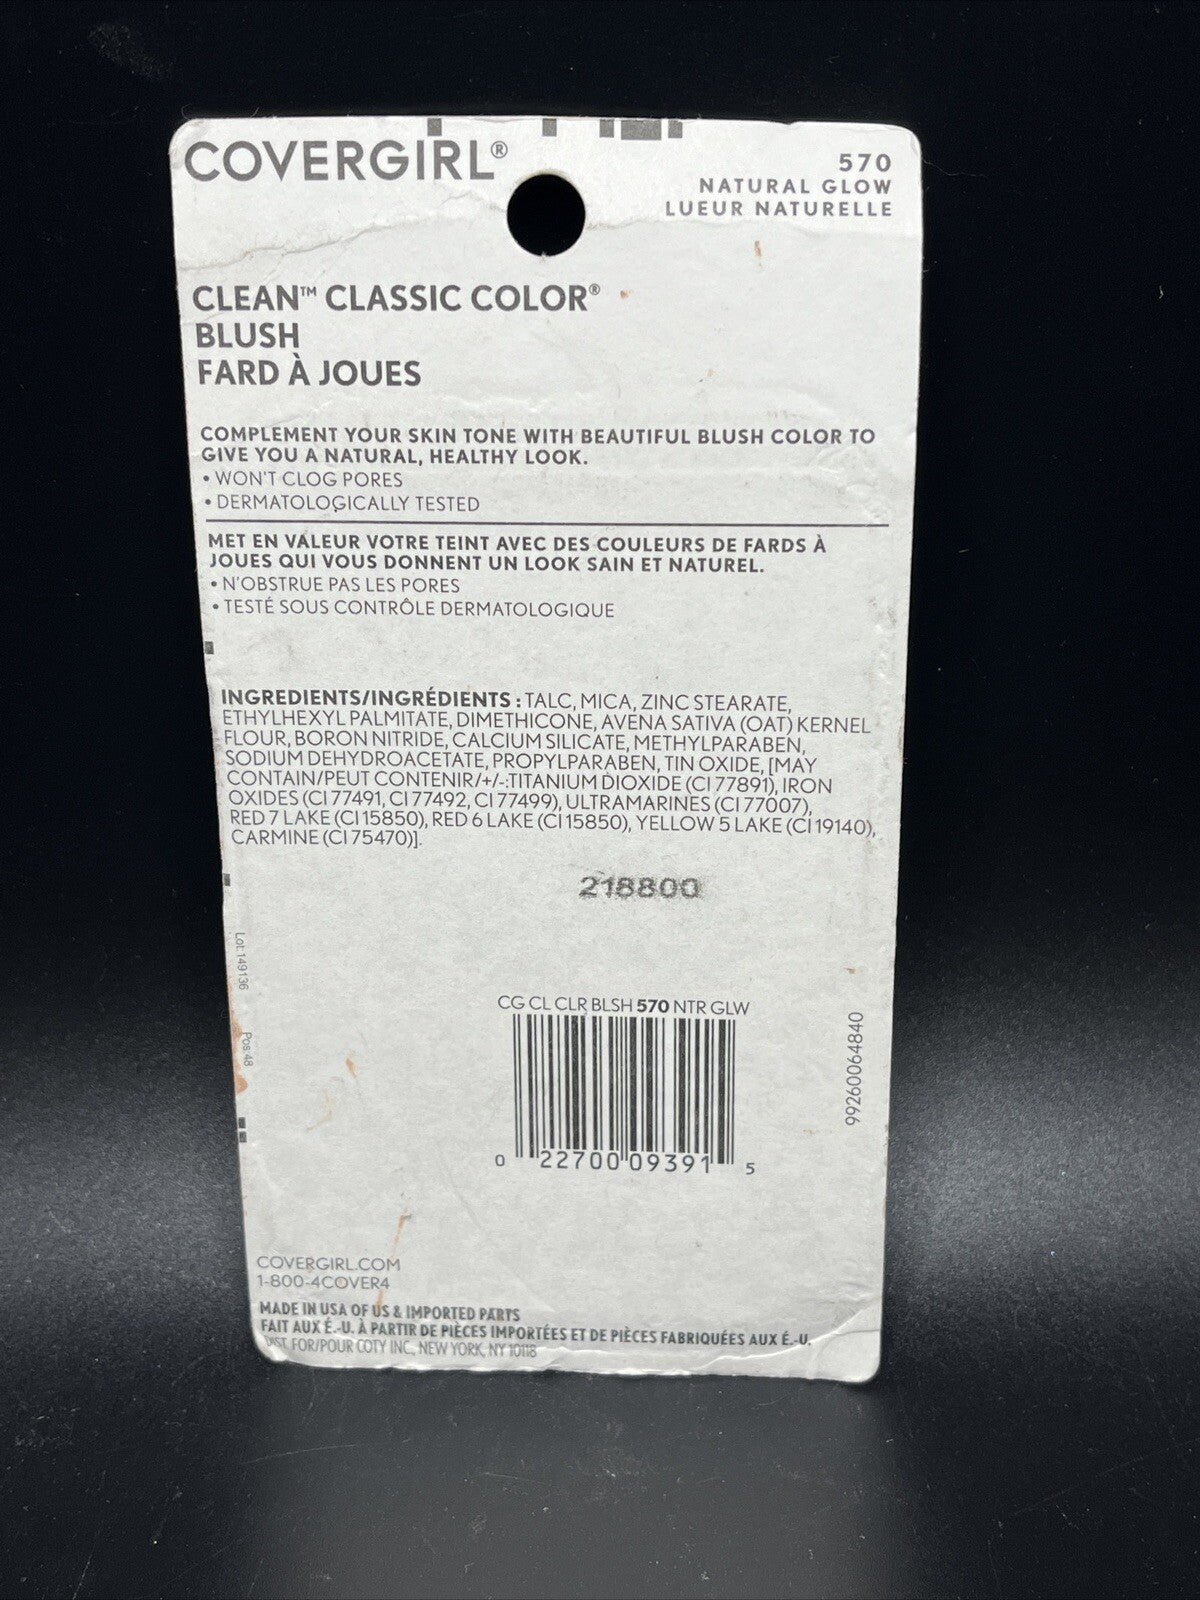 COVERGIRL®
570
NATURAL GLOW
LUEUR NATURELLE
CLEAN™ CLASSIC COLOR®
BLUSH
FARD À JOUES
COMPLEMENT YOUR SKIN TONE WITH BEAUTIFUL BLUSH COLOR TO
GIVE YOU A NATURAL, HEALTHY LOOK.
• WON'T CLOG PORES
• DERMATOLOGICALLY TESTED
MET EN VALEUR VOTRE TEINT AVEC DES COULEURS DE FARDS À
JOUES QUI VOUS DONNENT UN LOOK SAIN ET NATUREL.
• N'OBSTRUE PAS LES PORES
• TESTÉ SOUS CONTRÔLE DERMATOLOGIQUE
INGREDIENTS/INGRÉDIENTS : TALC, MICA, ZINC STEARATE,
ETHYLHEXYL PALMITATE, DIMETHICONE, AVENA SATIVA (OAT) KERNEL
FLOUR, BORON NITRIDE, CALCIUM SILICATE, METHYLPARABEN,
SODIUM DEHYDROACETATE, PROPYLPARABEN, TIN OXIDE, [MAY
CONTAIN/PEUT CONTENIR/+/-:TITANIUM DIOXIDE (CI 77891), IRON
OXIDES (CI 77491, CI 77492, CI 77499), ULTRAMARINES (CI 77007),
RED 7 LAKE (CI 15850), RED 6 LAKE (CI 15850), YELLOW 5 LAKE (CI 19140),
CARMINE (CI 75470)].
218800
Lot:149136
Pos:48
CG CL CLR BLSH 570 NTR GLW
0 22700 09391 5
99260064840
COVERGIRL.COM
1-800-4COVER4
MADE IN USA OF US & IMPORTED PARTS
FAIT AUX É.-U. À PARTIR DE PIÈCES IMPORTÉES ET DE PIÈCES FABRIQUÉES AUX É.-U.
DIST. FOR/POUR COTY INC., NEW YORK, NY 10118